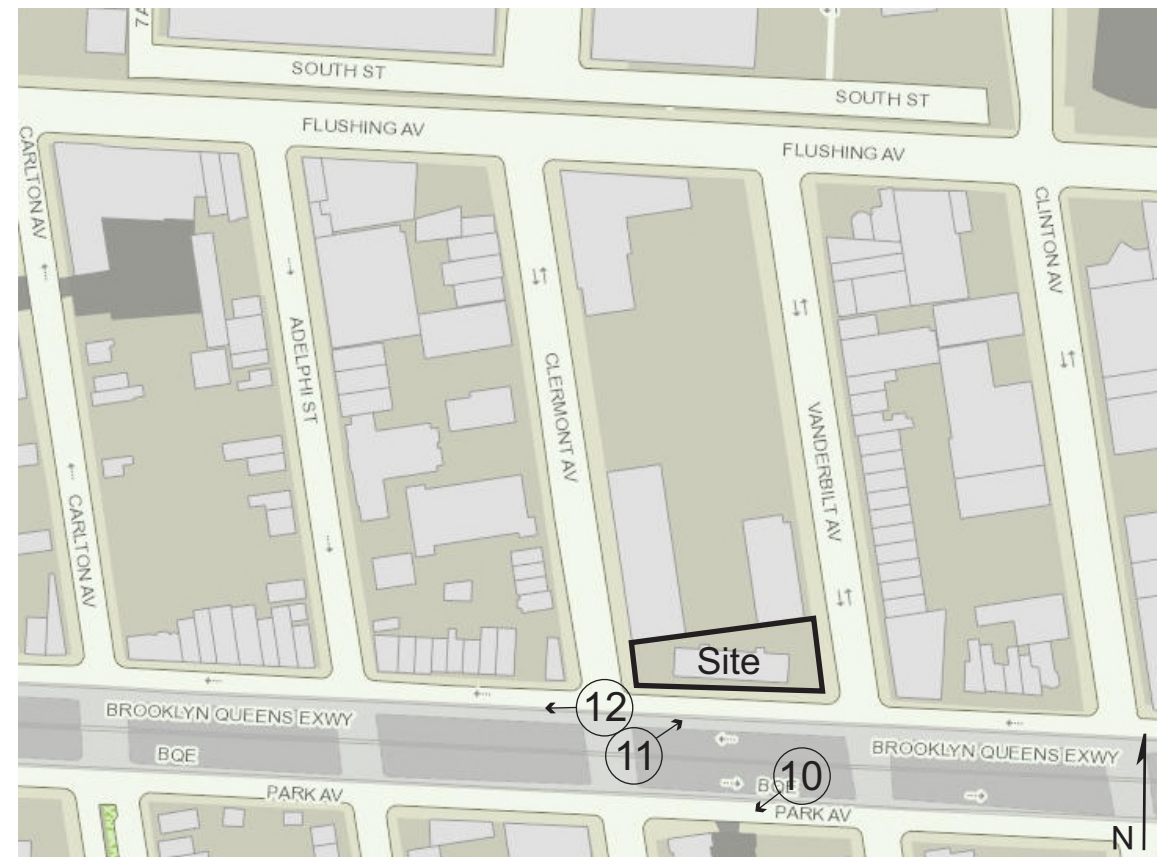 SOUTH ST
SOUTH ST
FLUSHING AV
FLUSHING AV
CARLTON AV
CLINTON AV
ADELPHI ST
CLERMONT AV
VANDERBILT AV
CARLTON AV
Site
12
11
10
BROOKLYN QUEENS EXWY
BROOKLYN QUEENS EXWY
BQE
BQE
PARK AV
PARK AV
N